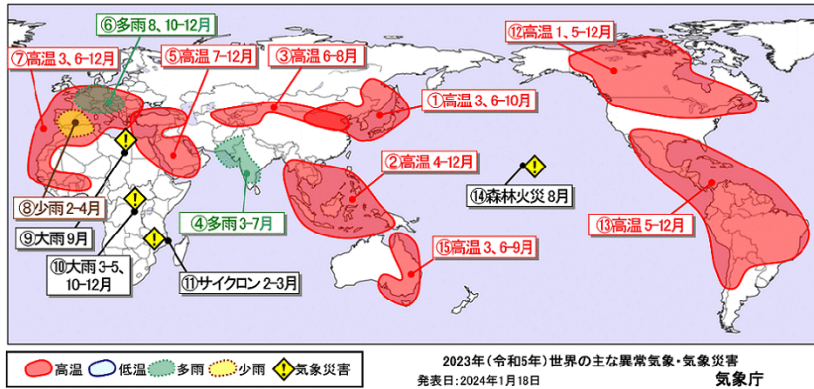 ⑥多雨 8、10-12月
⑦高温 3、6-12月
⑤高温 7-12月
③高温 6-8月
⑫高温 1、5-12月
①高温 3、6-10月
②高温 4-12月
⑭森林火災 8月
⑧少雨 2-4月
④多雨 3-7月
⑬高温 5-12月
⑨大雨 9月
⑩大雨 3-5、
10-12月
⑪サイクロン 2-3月
⑮高温 3、6-9月
高温 低温 多雨 少雨 気象災害
2023年(令和5年)世界の主な異常気象・気象災害
発表日:2024年1月18日 気象庁